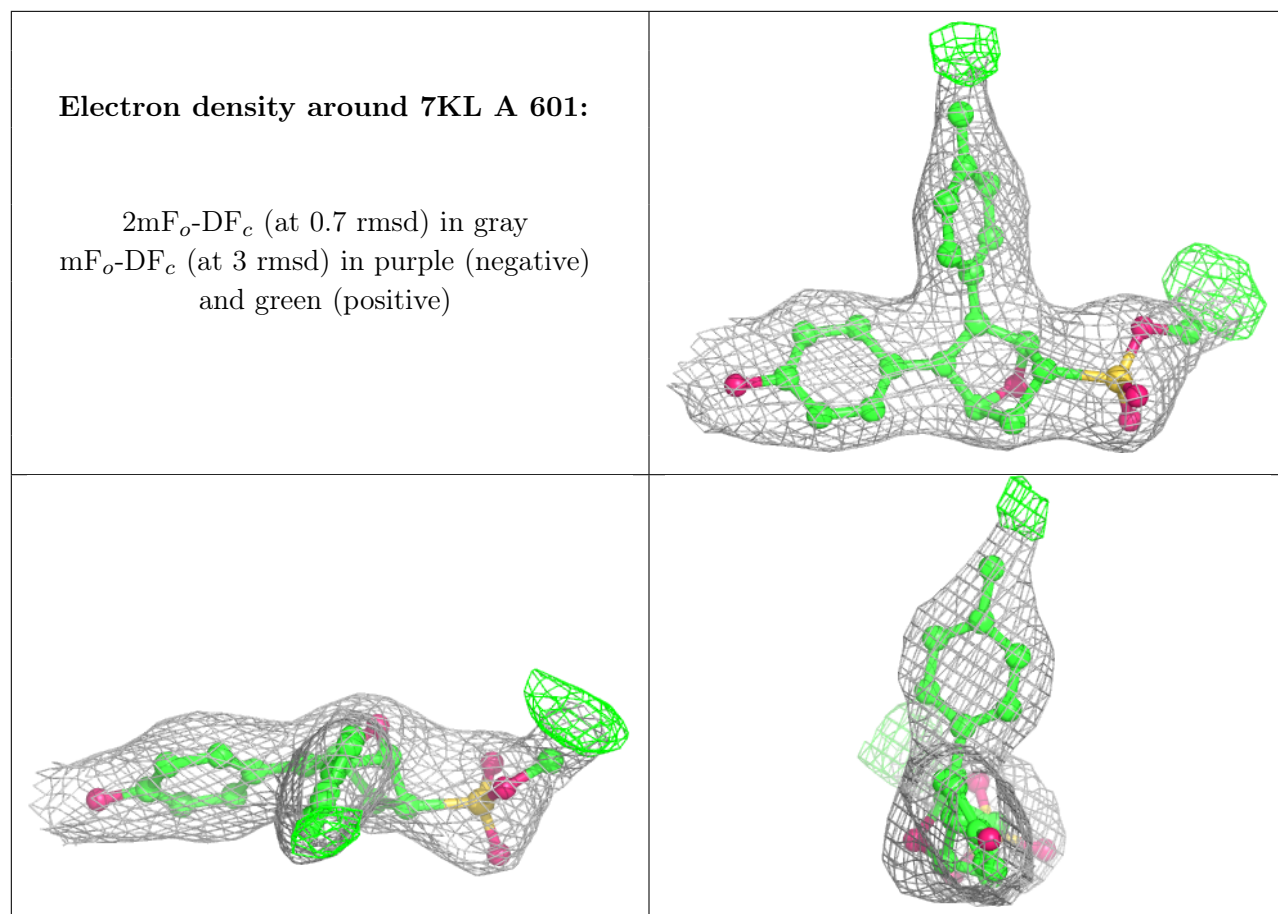 Electron density around 7KL A 601:
2mFₒ-DF𝒸 (at 0.7 rmsd) in gray
mFₒ-DF𝒸 (at 3 rmsd) in purple (negative)
and green (positive)